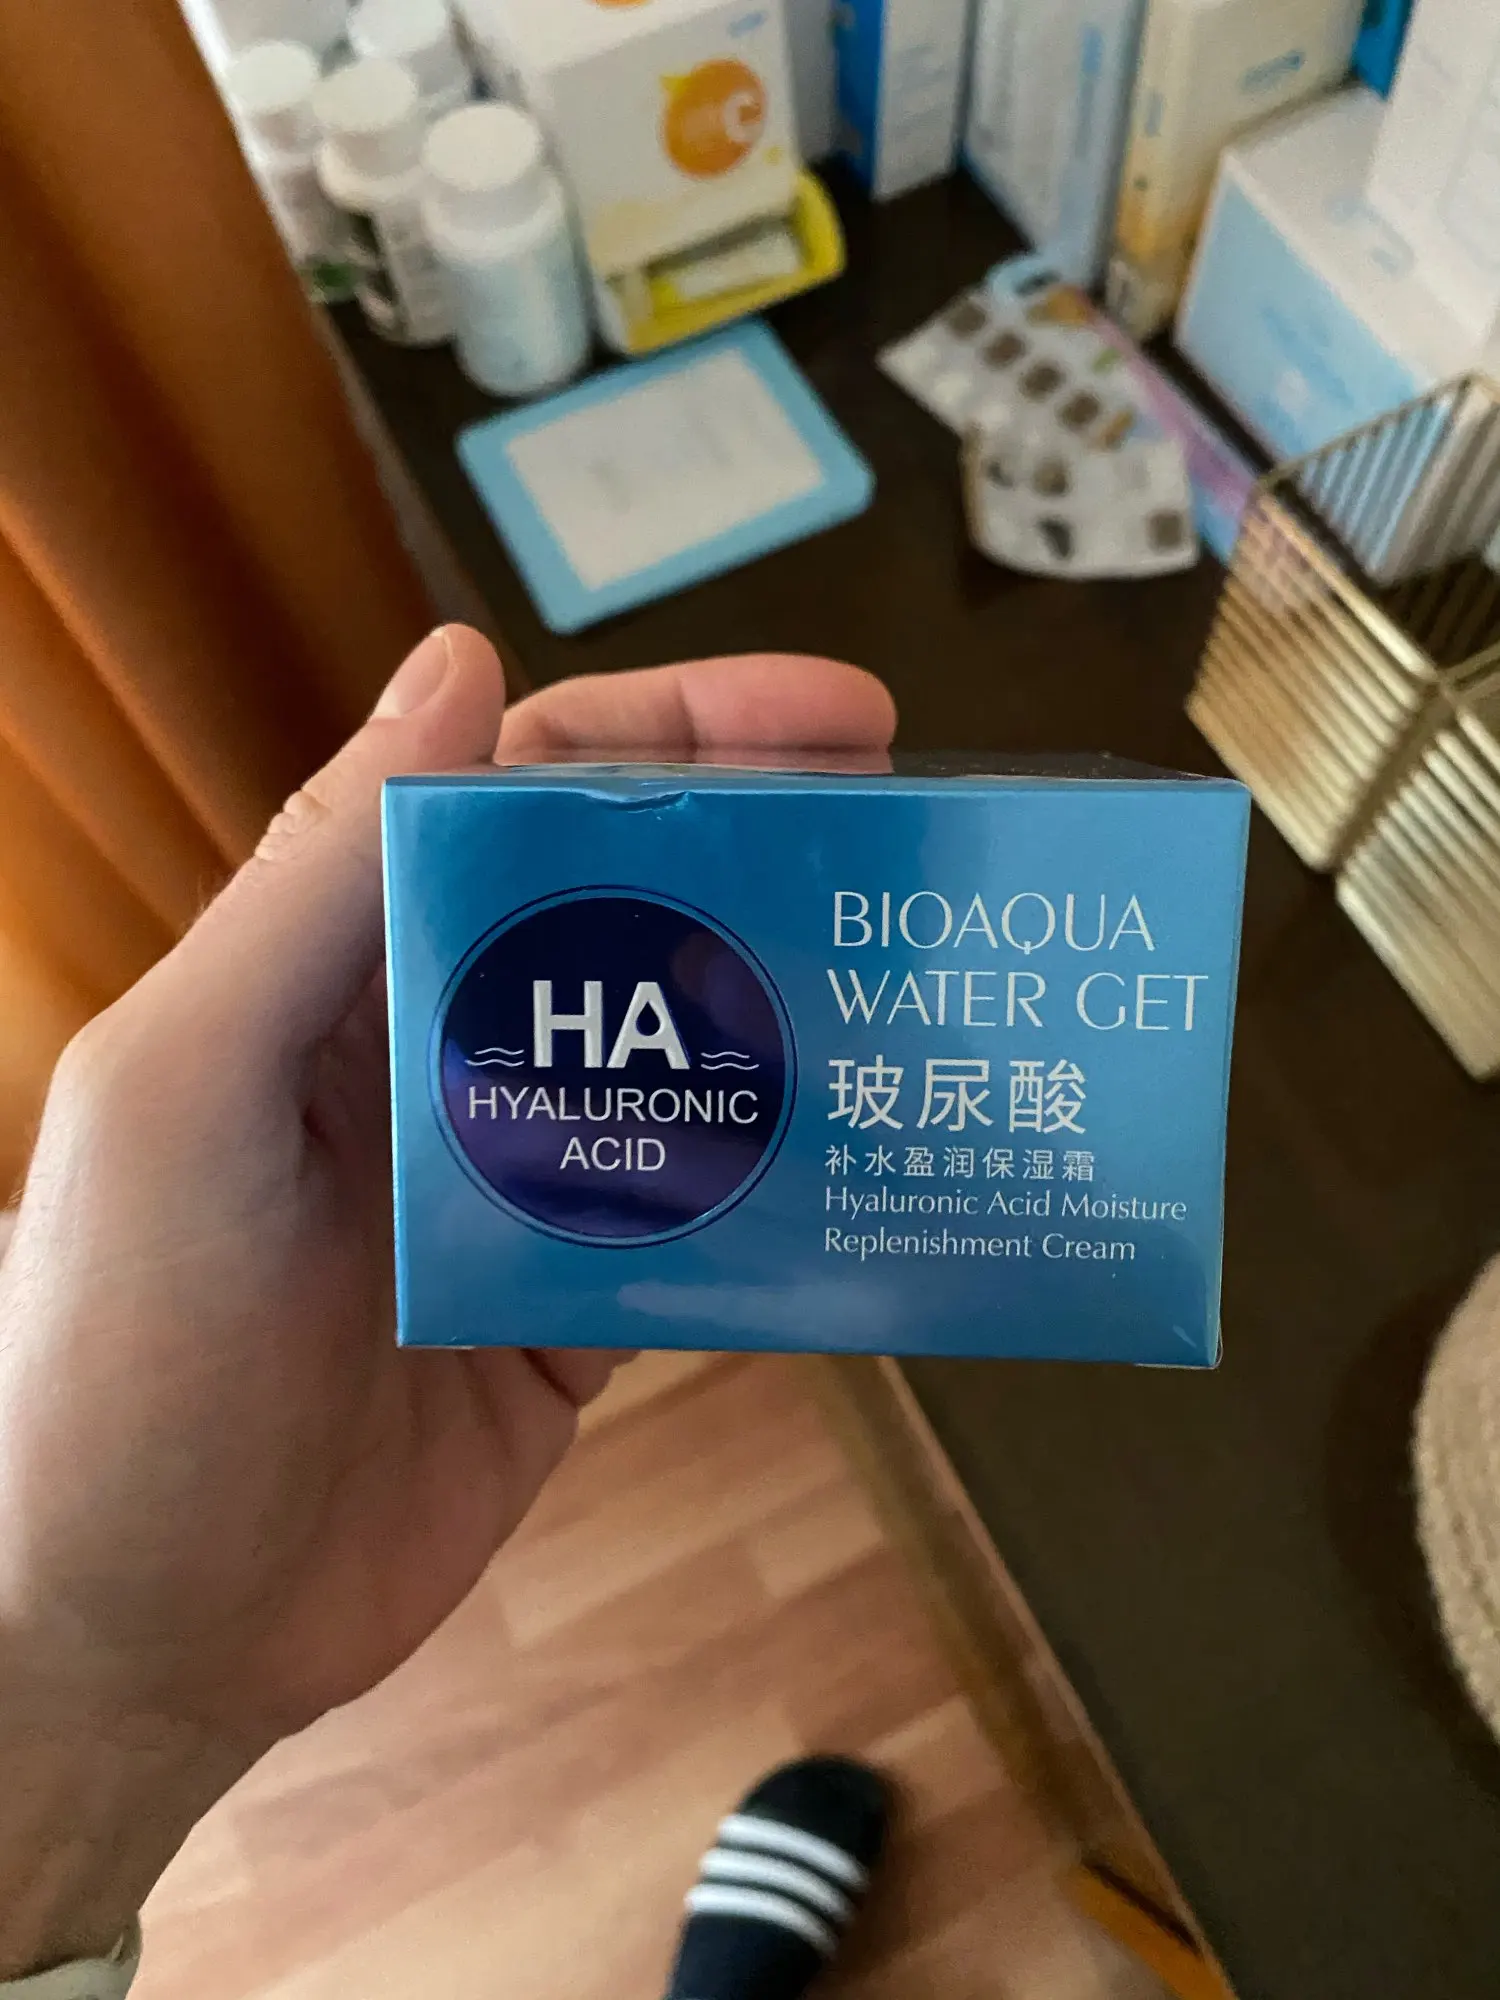 HA
HYALURONIC
ACID
BIOAQUA
WATER GET
玻尿酸
补水盈润保湿霜
Hyaluronic Acid Moisture
Replenishment Cream